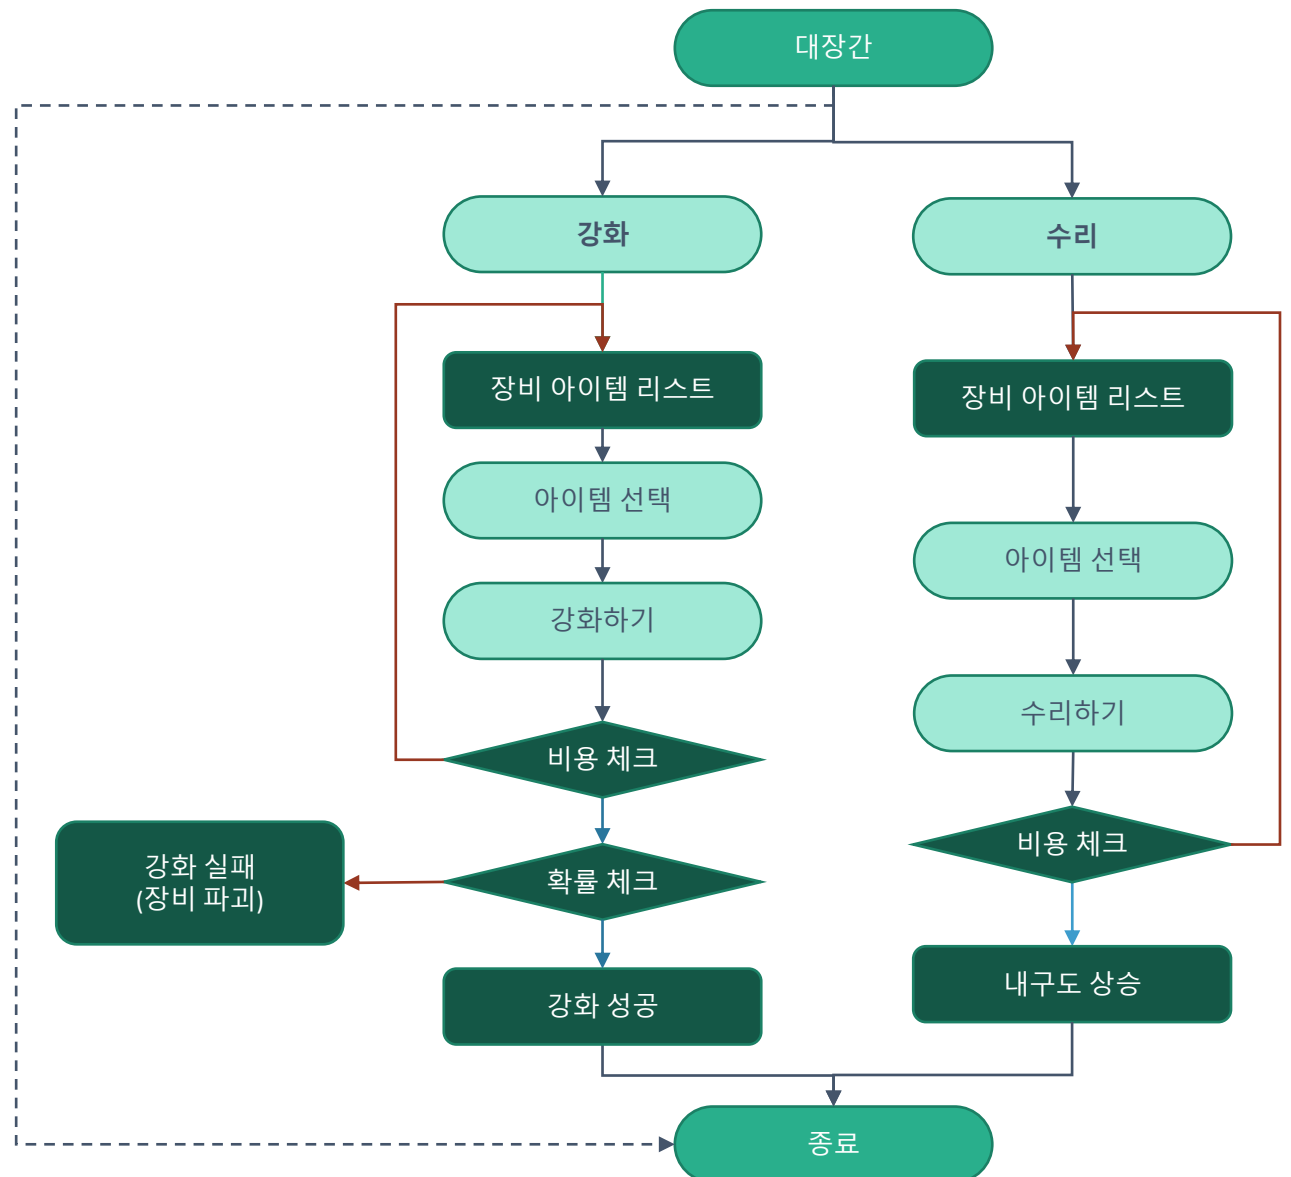 대장간
강화
수리
장비 아이템 리스트
장비 아이템 리스트
아이템 선택
아이템 선택
강화하기
수리하기
비용 체크
비용 체크
강화 실패
(장비 파괴)
확률 체크
강화 성공
내구도 상승
종료